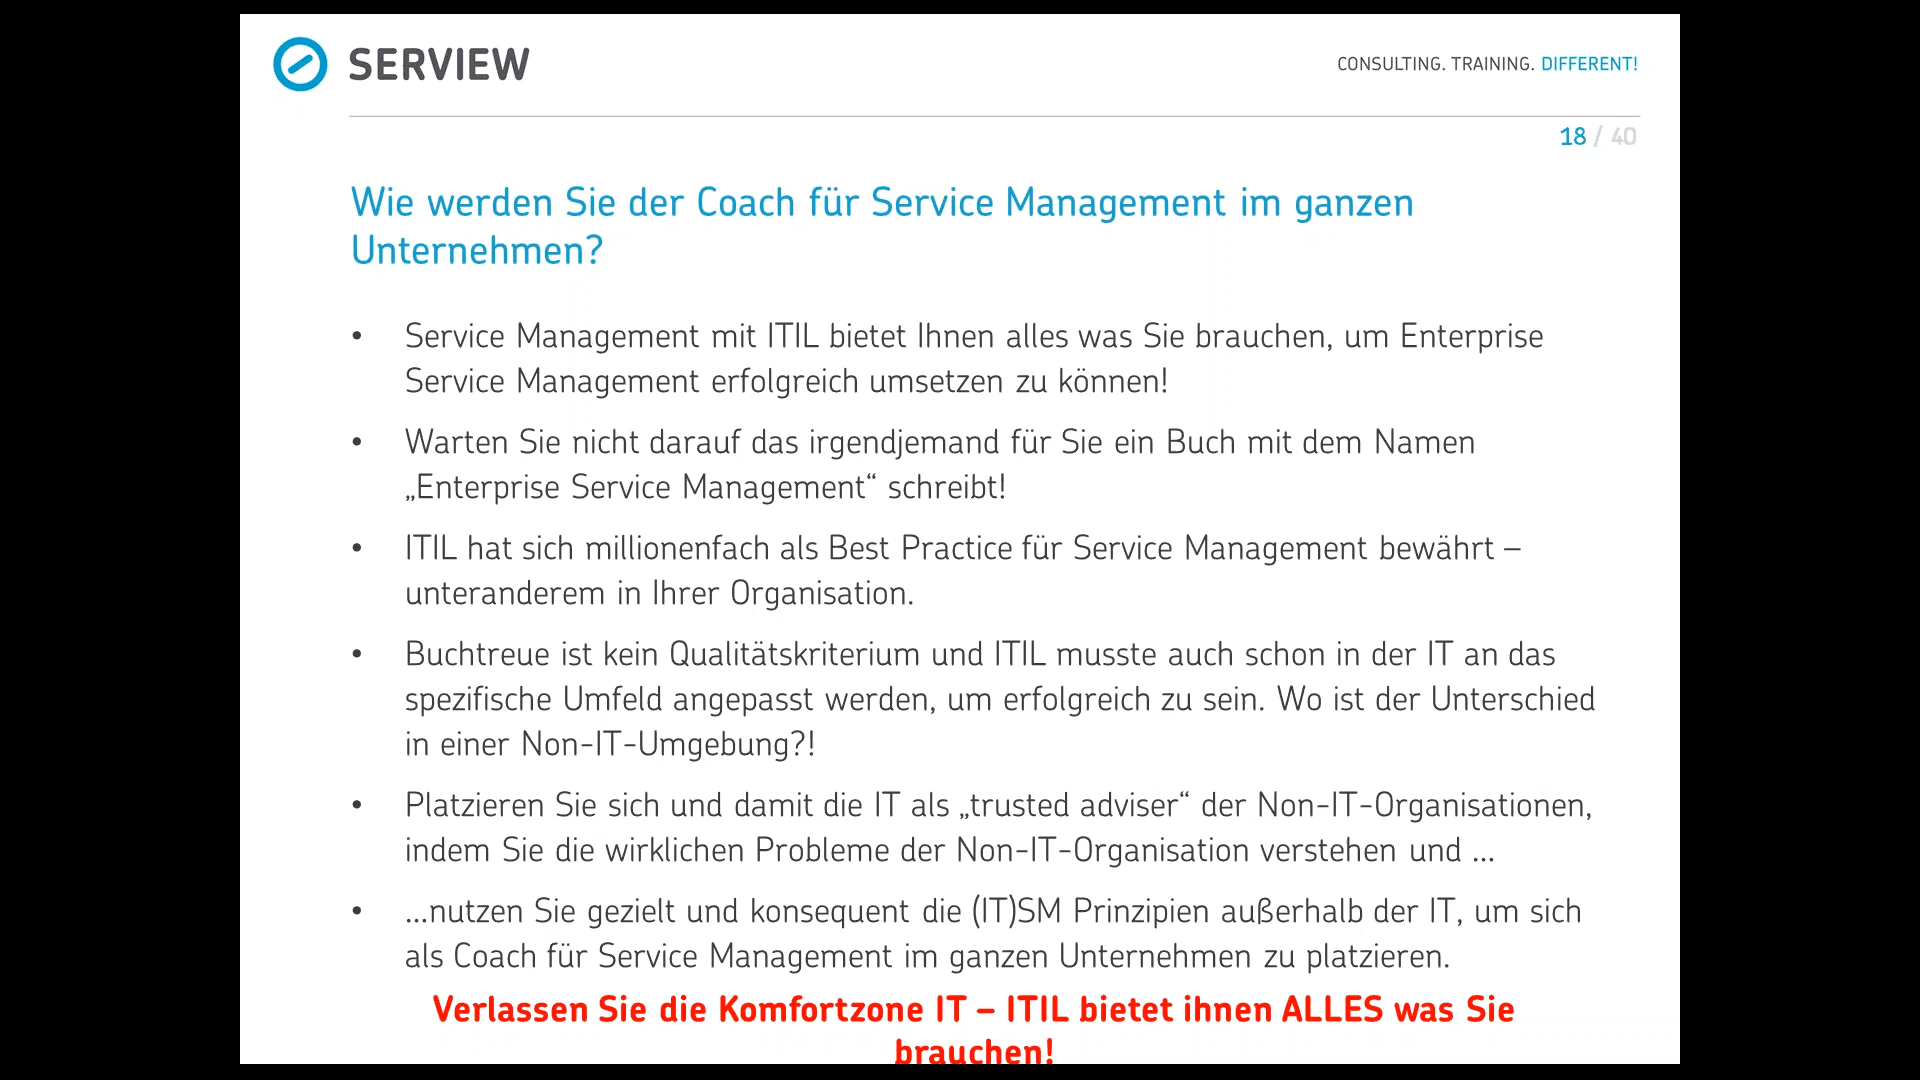 SERVIEW
CONSULTING. TRAINING. DIFFERENT!
18 / 40
Wie werden Sie der Coach für Service Management im ganzen
Unternehmen?
• Service Management mit ITIL bietet Ihnen alles was Sie brauchen, um Enterprise
Service Management erfolgreich umsetzen zu können!
• Warten Sie nicht darauf das irgendjemand für Sie ein Buch mit dem Namen
„Enterprise Service Management“ schreibt!
• ITIL hat sich millionenfach als Best Practice für Service Management bewährt –
unteranderem in Ihrer Organisation.
• Buchtreue ist kein Qualitätskriterium und ITIL musste auch schon in der IT an das
spezifische Umfeld angepasst werden, um erfolgreich zu sein. Wo ist der Unterschied
in einer Non-IT-Umgebung?!
• Platzieren Sie sich und damit die IT als „trusted adviser“ der Non-IT-Organisationen,
indem Sie die wirklichen Probleme der Non-IT-Organisation verstehen und ...
• ...nutzen Sie gezielt und konsequent die (IT)SM Prinzipien außerhalb der IT, um sich
als Coach für Service Management im ganzen Unternehmen zu platzieren.
Verlassen Sie die Komfortzone IT – ITIL bietet ihnen ALLES was Sie
brauchen!